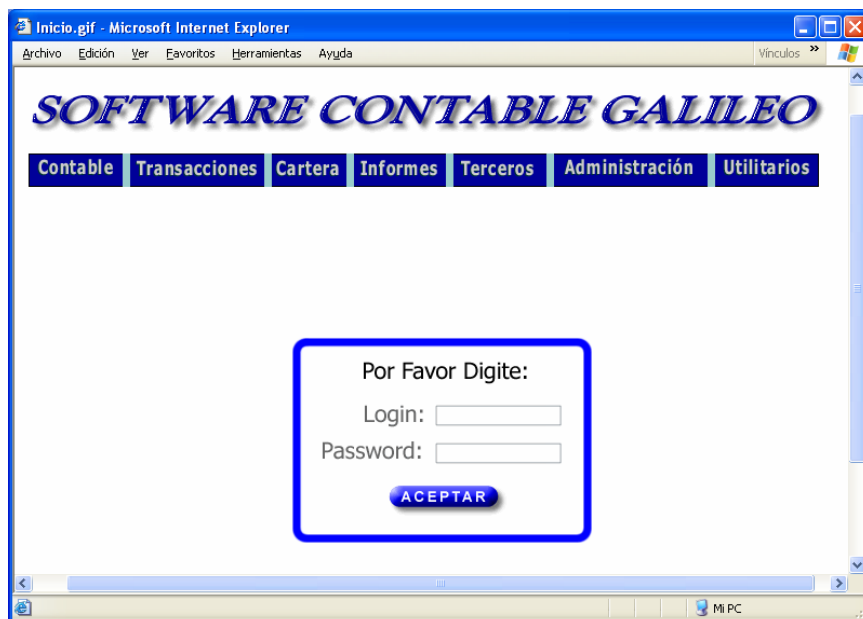 Inicio.gif - Microsoft Internet Explorer
Archivo Edición Ver Favoritos Herramientas Ayuda Vínculos »
SOFTWARE CONTABLE GALILEO
Contable Transacciones Cartera Informes Terceros Administración Utilitarios
Por Favor Digite:
Login:
Password:
ACEPTAR
Mi PC